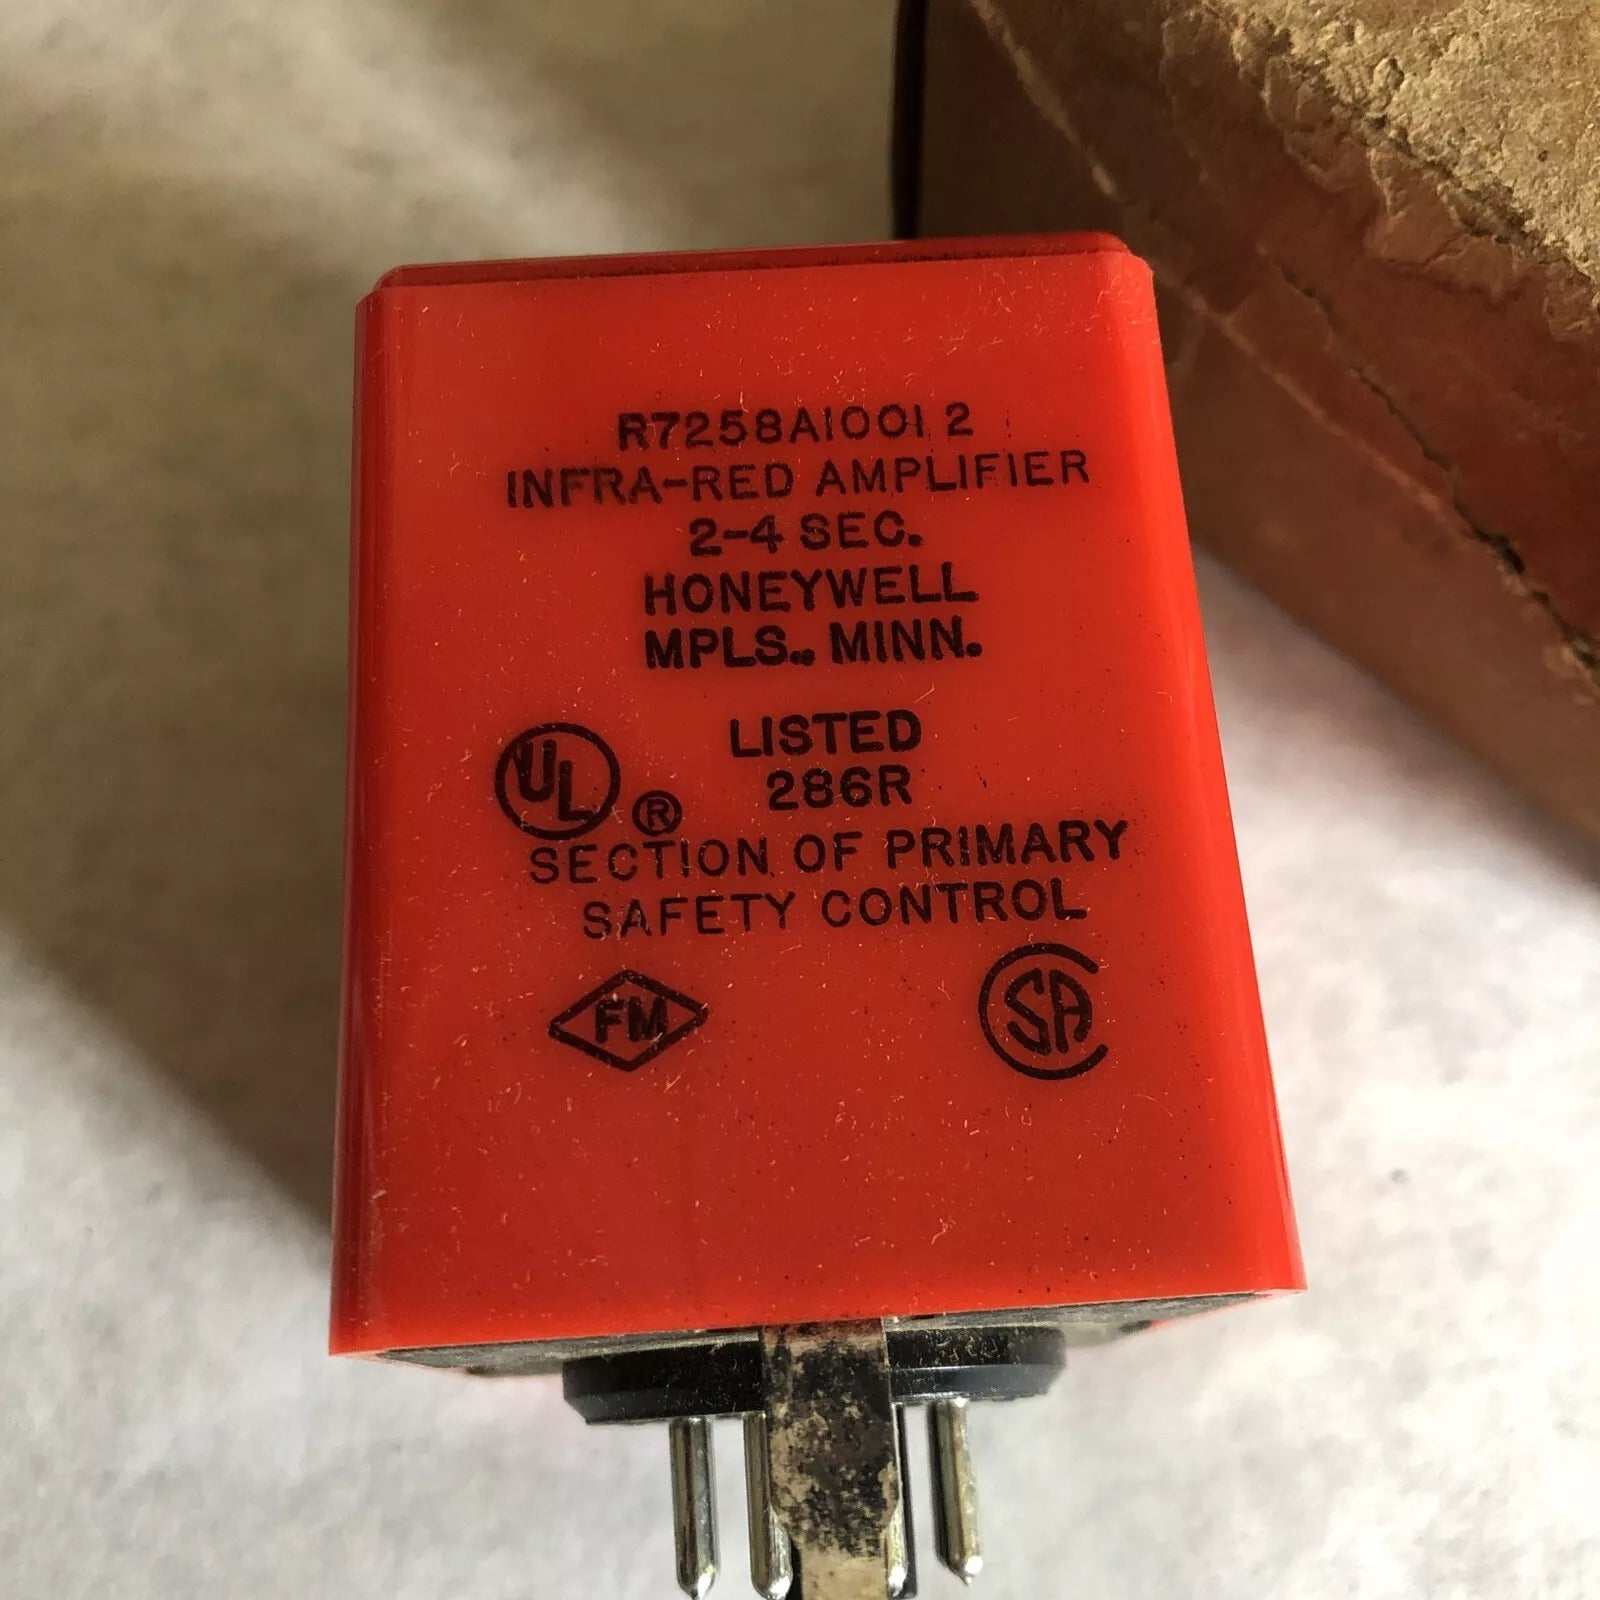 R7258A1001 2
INFRA-RED AMPLIFIER
2-4 SEC.
HONEYWELL
MPLS., MINN.
UL ® LISTED
286R
SECTION OF PRIMARY
SAFETY CONTROL
FM SA